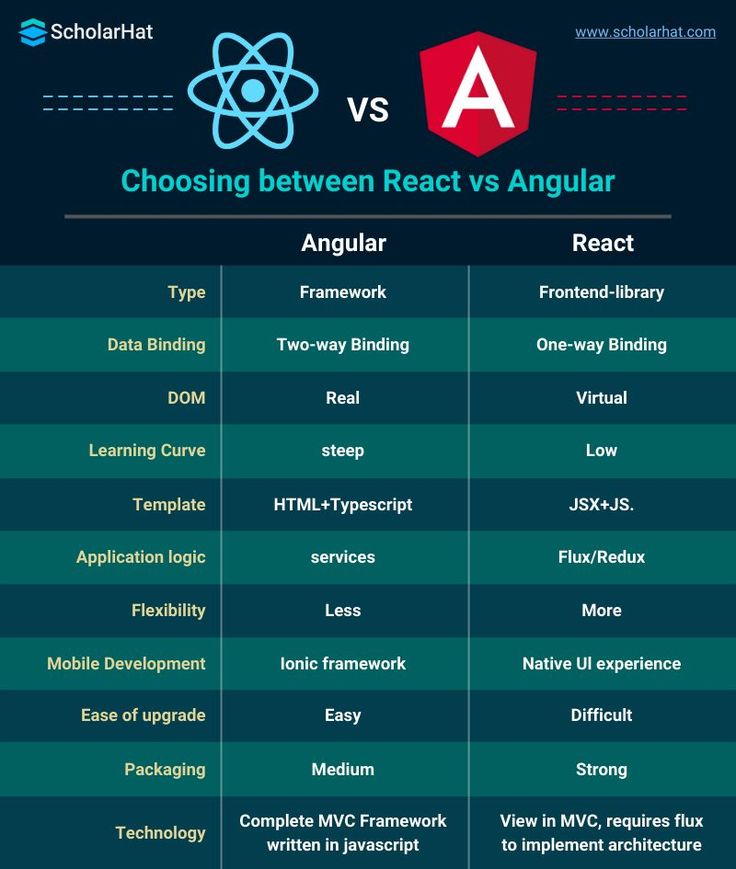 ScholarHat
www.scholarhat.com
VS
A
Choosing between React vs Angular
Angular React
Type Framework Frontend-library
Data Binding Two-way Binding One-way Binding
DOM Real Virtual
Learning Curve steep Low
Template HTML+Typescript JSX+JS.
Application logic services Flux/Redux
Flexibility Less More
Mobile Development Ionic framework Native UI experience
Ease of upgrade Easy Difficult
Packaging Medium Strong
Technology
Complete MVC Framework
written in javascript
View in MVC, requires flux
to implement architecture